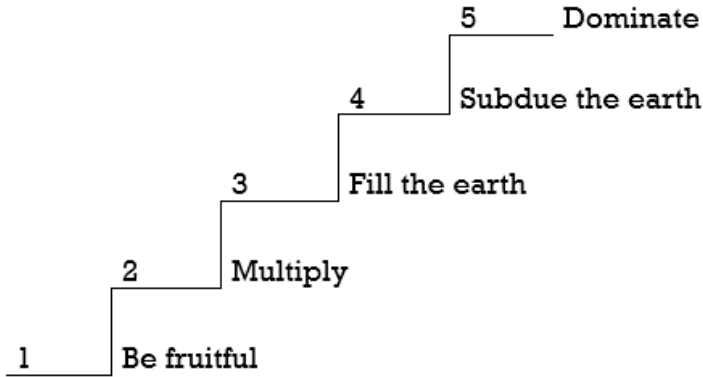 5 Dominate
4 Subdue the earth
3 Fill the earth
2 Multiply
1 Be fruitful